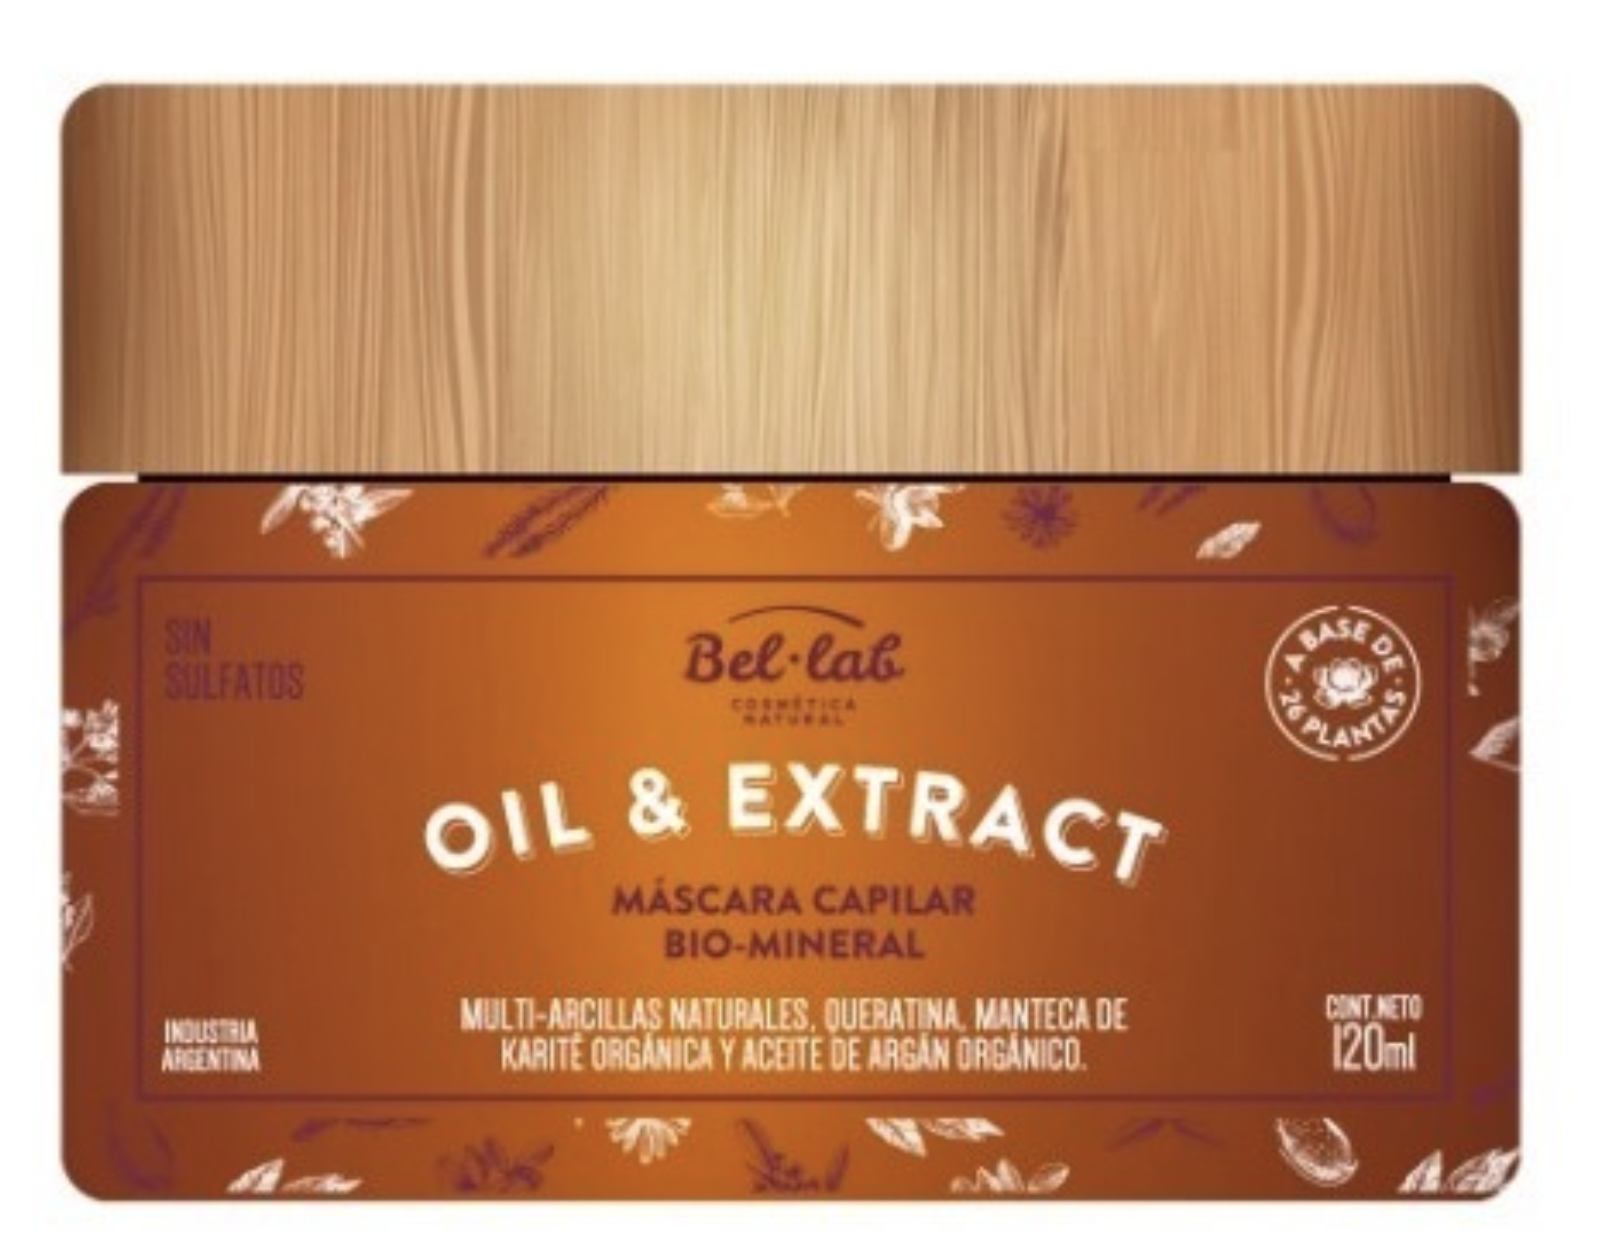 SIN
SULFATOS
Bel·lab
COSMÉTICA
NATURAL
A BASE DE
26 PLANTAS
OIL & EXTRACT
MÁSCARA CAPILAR
BIO-MINERAL
MULTI-ARCILLAS NATURALES, QUERATINA, MANTECA DE
KARITÉ ORGÁNICA Y ACEITE DE ARGÁN ORGÁNICO.
INDUSTRIA
ARGENTINA
CONT.NETO
120ml